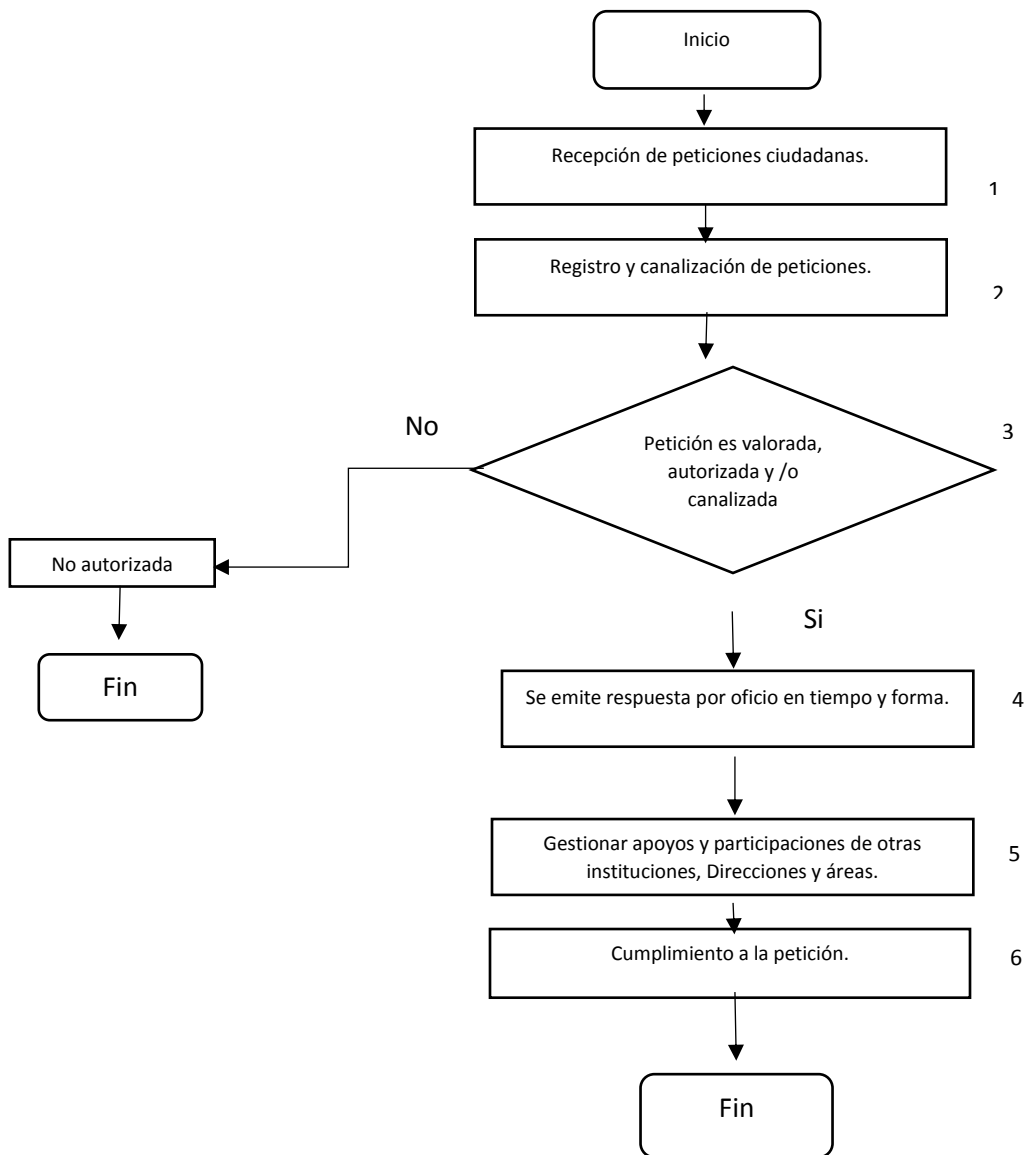 Inicio
Recepción de peticiones ciudadanas.
1
Registro y canalización de peticiones.
2
No
Petición es valorada,
autorizada y /o
canalizada
3
No autorizada
Fin
Si
Se emite respuesta por oficio en tiempo y forma.
4
Gestionar apoyos y participaciones de otras
instituciones, Direcciones y áreas.
5
Cumplimiento a la petición.
6
Fin